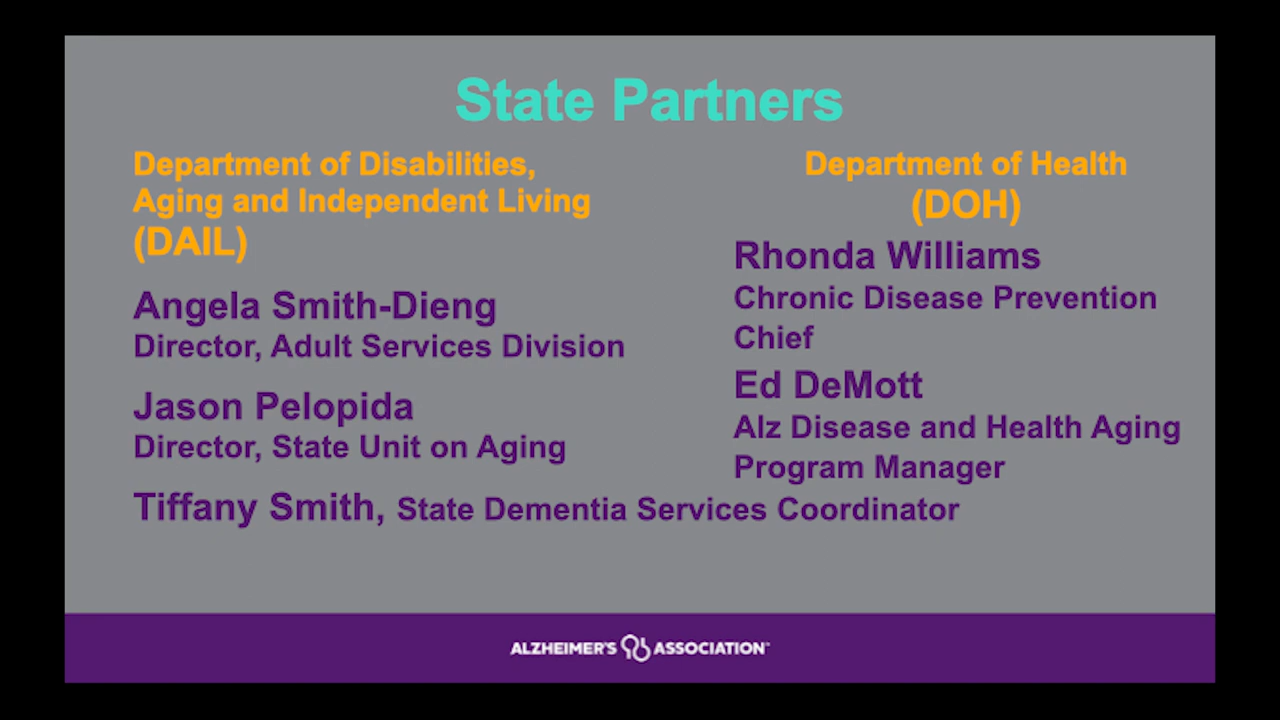 State Partners
Department of Disabilities,
Aging and Independent Living
(DAIL)
Angela Smith-Dieng
Director, Adult Services Division
Jason Pelopida
Director, State Unit on Aging
Tiffany Smith, State Dementia Services Coordinator
Department of Health
(DOH)
Rhonda Williams
Chronic Disease Prevention
Chief
Ed DeMott
Alz Disease and Health Aging
Program Manager
ALZHEIMER'S ASSOCIATION